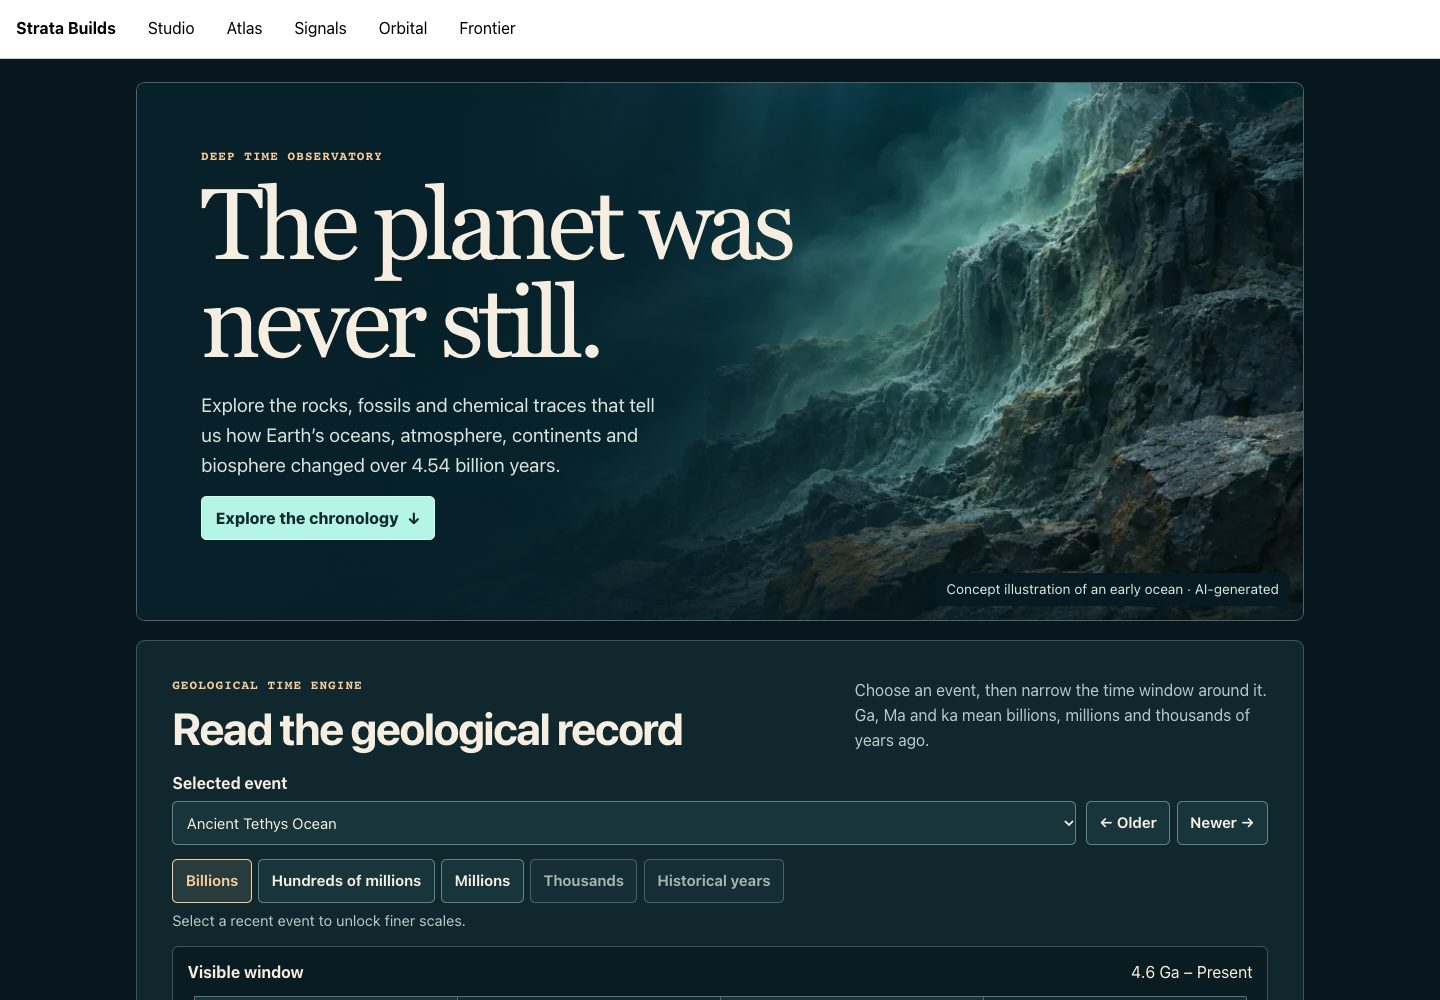 Strata Builds Studio Atlas Signals Orbital Frontier
DEEP TIME OBSERVATORY
The planet was
never still.
Explore the rocks, fossils and chemical traces that tell
us how Earth’s oceans, atmosphere, continents and
biosphere changed over 4.54 billion years.
Explore the chronology ↓
Concept illustration of an early ocean · AI-generated
GEOLOGICAL TIME ENGINE
Read the geological record
Choose an event, then narrow the time window around it.
Ga, Ma and ka mean billions, millions and thousands of
years ago.
Selected event
Ancient Tethys Ocean
← Older Newer →
Billions Hundreds of millions Millions Thousands Historical years
Select a recent event to unlock finer scales.
Visible window 4.6 Ga – Present